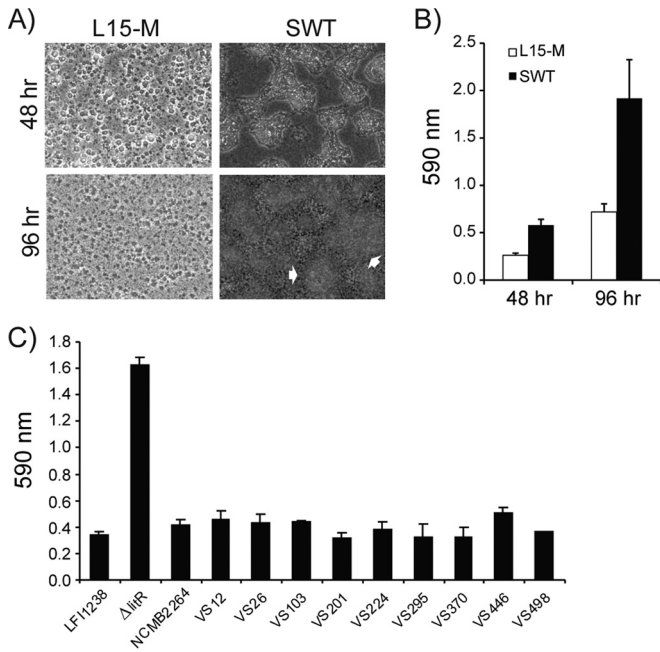 A)
L15-M
SWT
48 hr
96 hr
B)
590 nm
2.5
2.0
1.5
1.0
0.5
0.0
L15-M
SWT
48 hr
96 hr
C)
590 nm
1.8
1.6
1.4
1.2
1.0
0.8
0.6
0.4
0.2
0.0
LFI1238
ΔlitR
NCMB2264
VS12
VS26
VS103
VS201
VS224
VS295
VS370
VS446
VS498